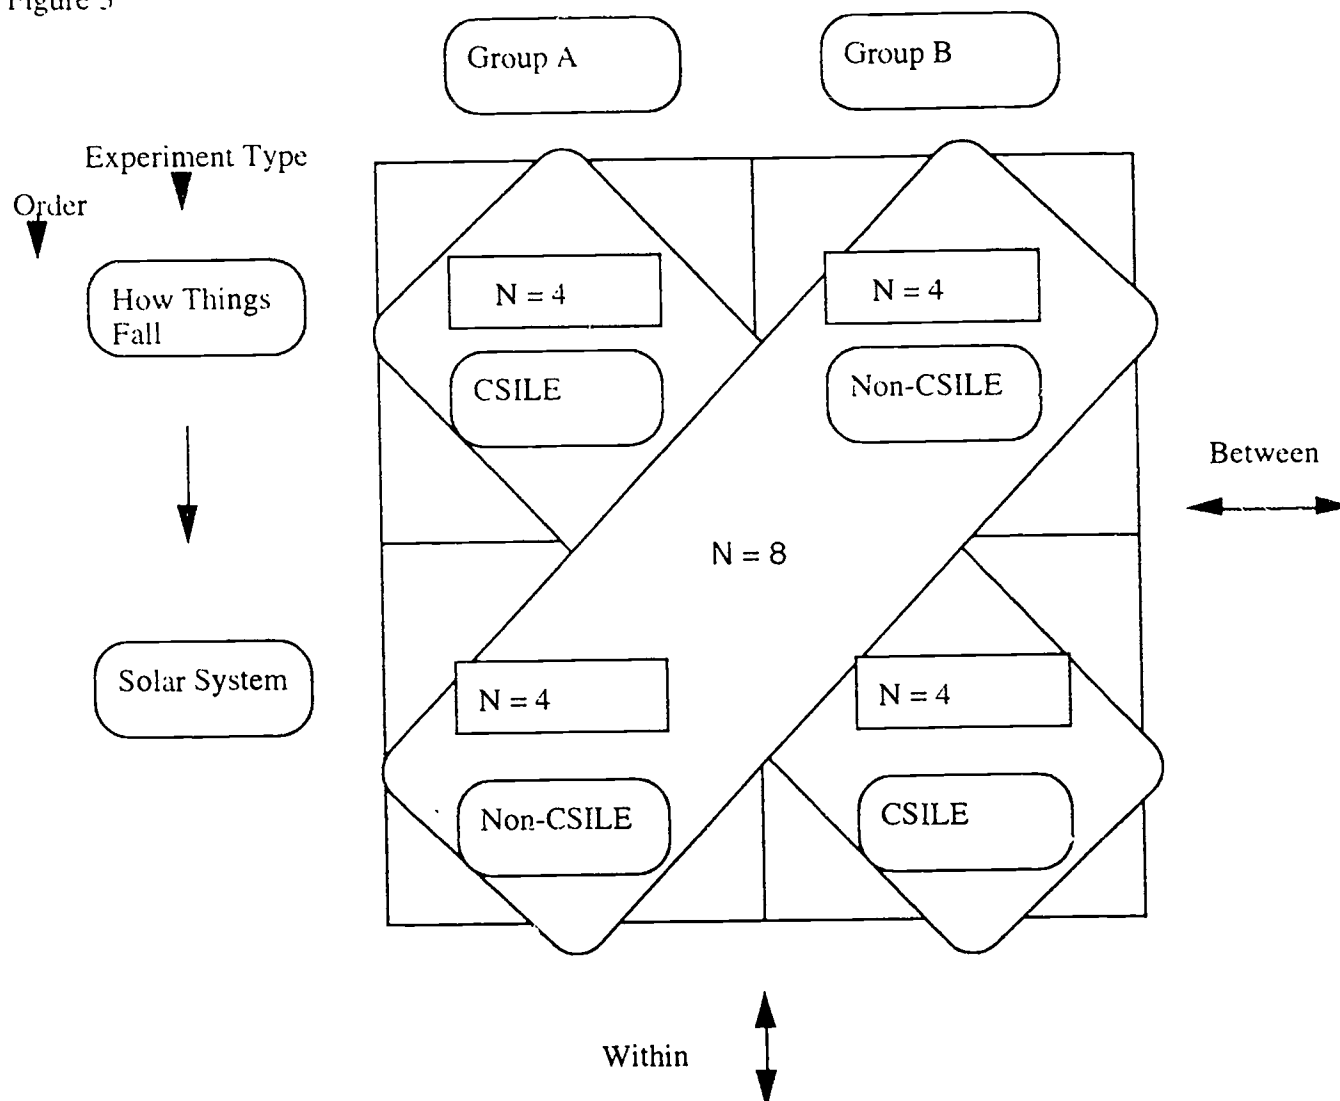 Figure
Group A
Group B
Experiment Type
Order
How Things
Fall
N = 4
N = 4
CSILE
Non-CSILE
Between
N = 8
Solar System
N = 4
N = 4
Non-CSILE
CSILE
Within